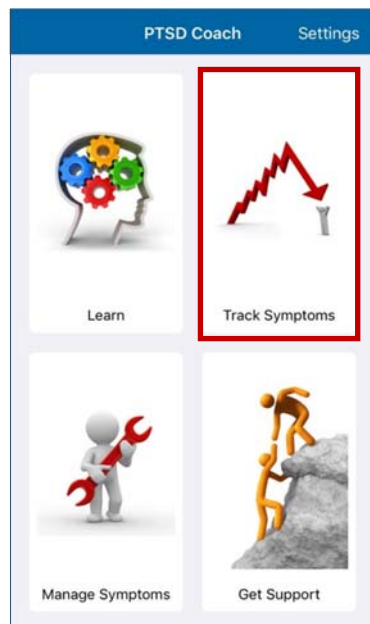 PTSD Coach Settings
Learn Track Symptoms
Manage Symptoms Get Support